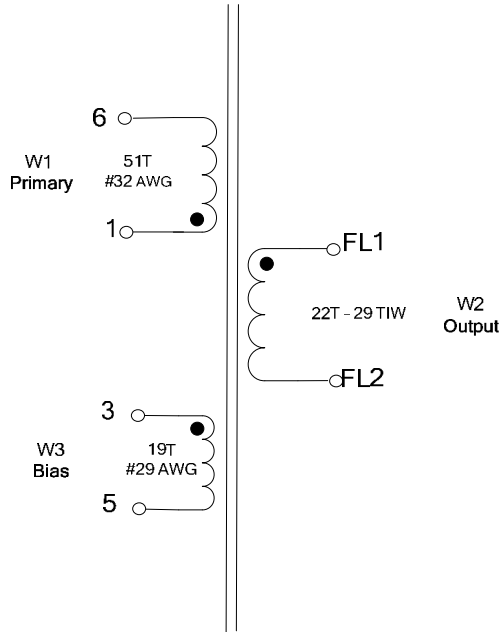 6
W1
Primary
51T
#32 AWG
1
FL1
22T - 29 TIW
W2
Output
FL2
3
W3
Bias
19T
#29 AWG
5